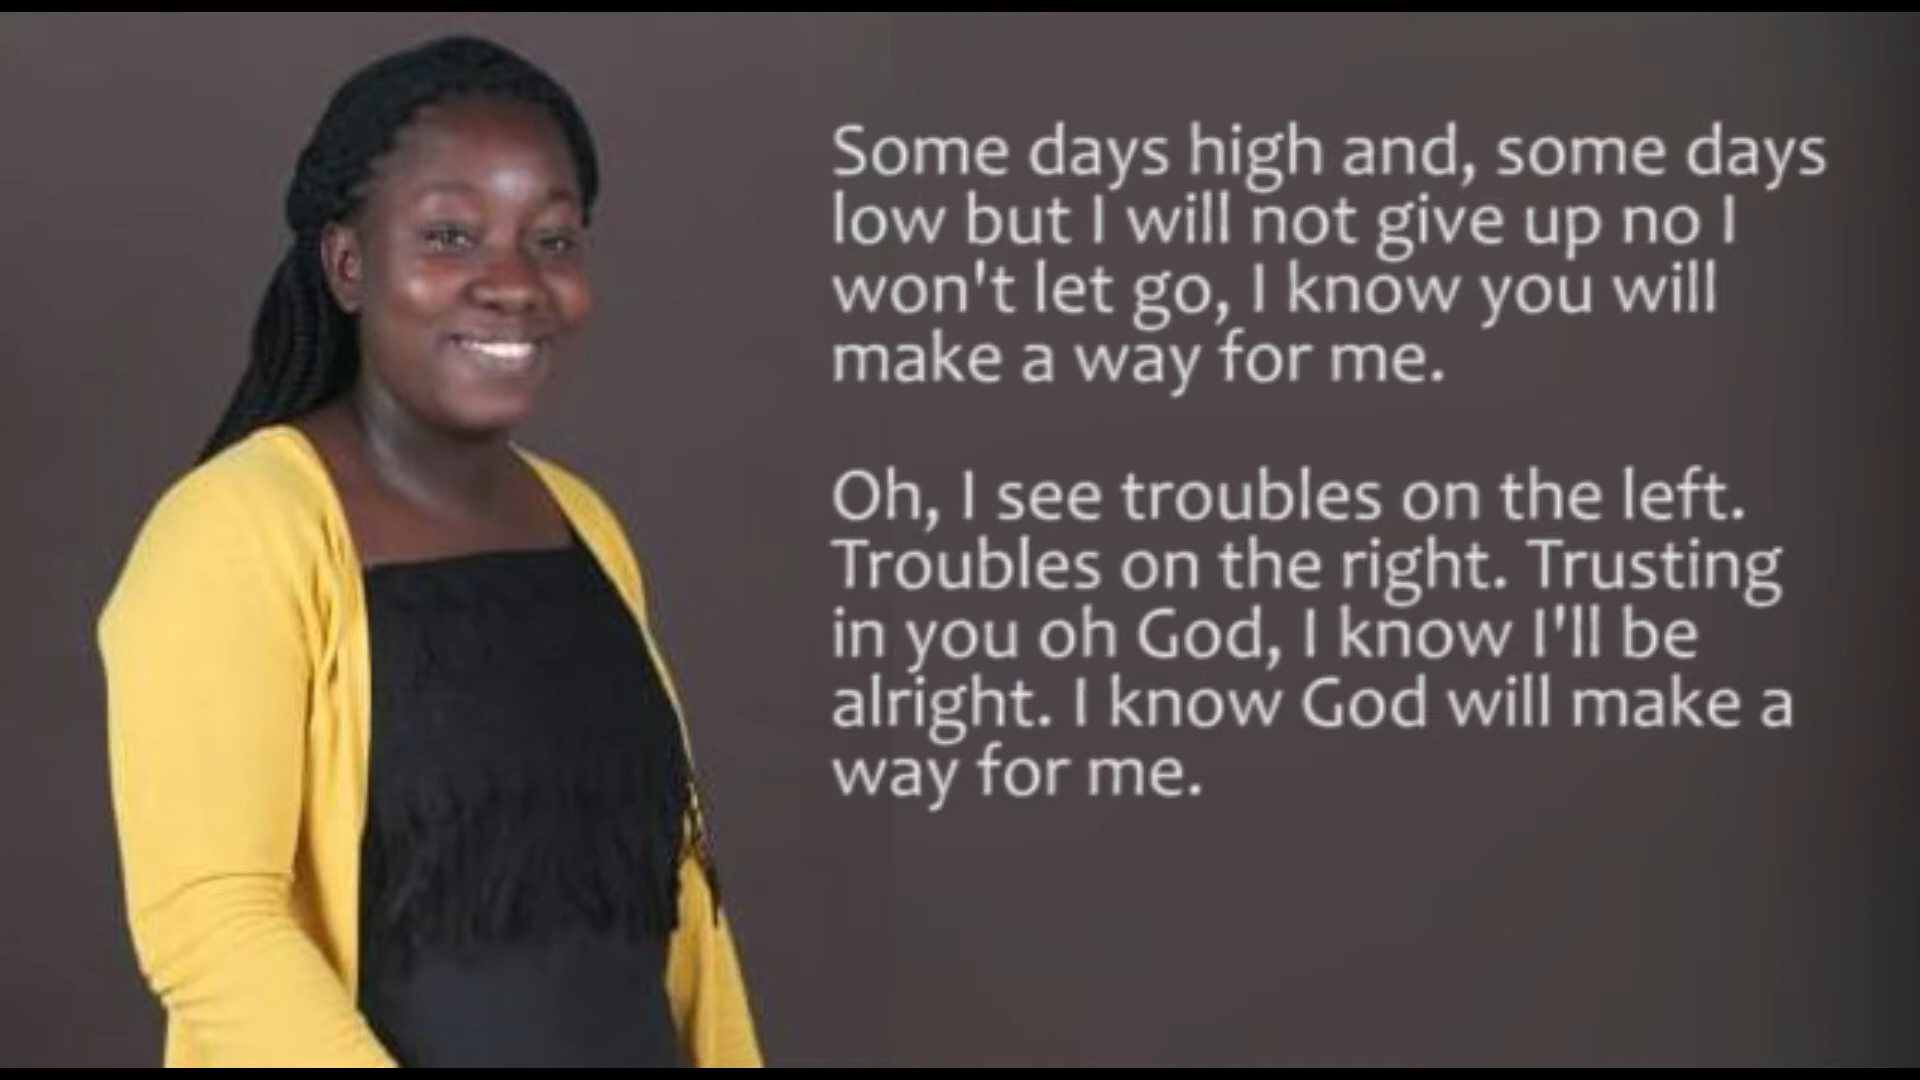 Some days high and, some days
low but I will not give up no I
won't let go, I know you will
make a way for me.
Oh, I see troubles on the left.
Troubles on the right. Trusting
in you oh God, I know I'll be
alright. I know God will make a
way for me.